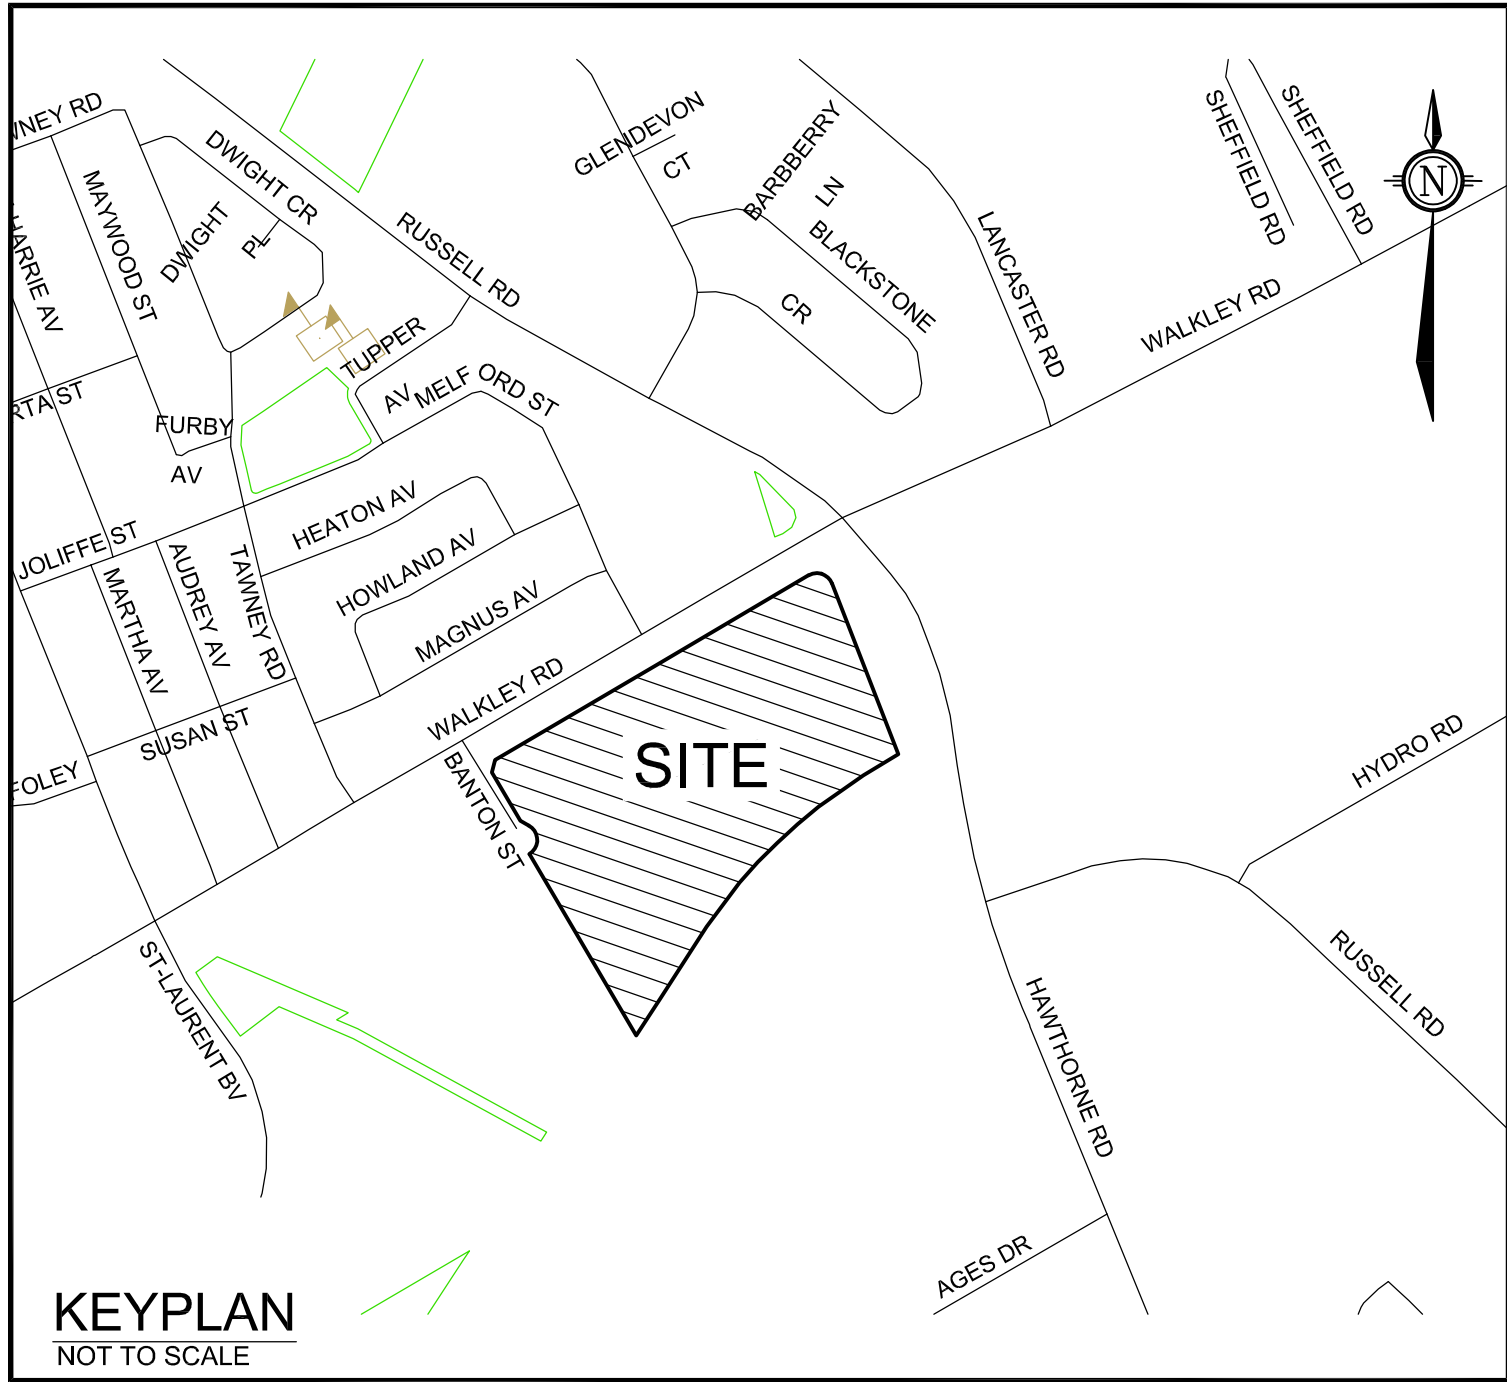 WNEY RD
MAYWOOD ST
HARRIE AV
DWIGHT CR
DWIGHT
PL
RUSSELL RD
GLENDEVON
CT
BARBBERRY
LN
BLACKSTONE
CR
LANCASTER RD
SHEFFIELD RD
SHEFFIELD RD
N
WALKLEY RD
TUPPER
AV
MELF ORD ST
RTA ST
FURBY
AV
HEATON AV
HOWLAND AV
MAGNUS AV
JOLIFFE ST
MARTHA AV
AUDREY AV
TAWNEY RD
SUSAN ST
FOLEY
WALKLEY RD
BANTON ST
SITE
HYDRO RD
RUSSELL RD
ST-LAURENT BV
HAWTHORNE RD
AGES DR
KEYPLAN
NOT TO SCALE